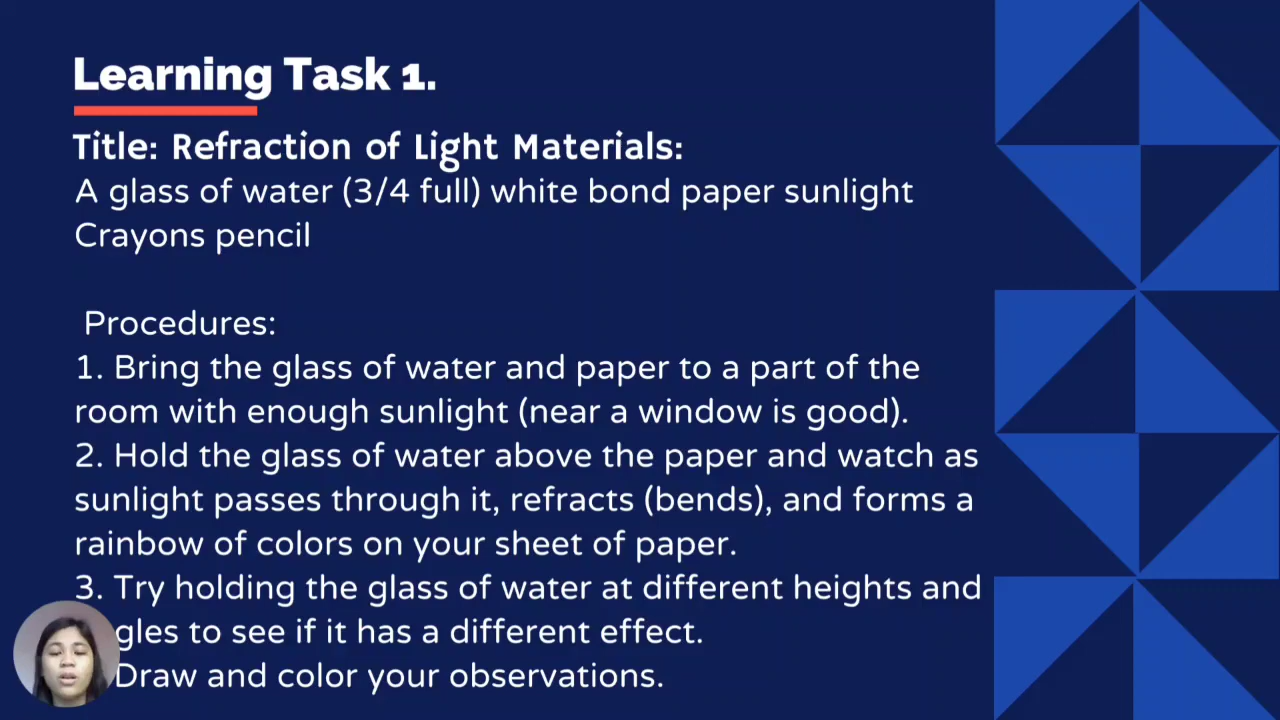 Learning Task 1.
Title: Refraction of Light Materials:
A glass of water (3/4 full) white bond paper sunlight
Crayons pencil
Procedures:
1. Bring the glass of water and paper to a part of the
room with enough sunlight (near a window is good).
2. Hold the glass of water above the paper and watch as
sunlight passes through it, refracts (bends), and forms a
rainbow of colors on your sheet of paper.
3. Try holding the glass of water at different heights and
gles to see if it has a different effect.
Draw and color your observations.